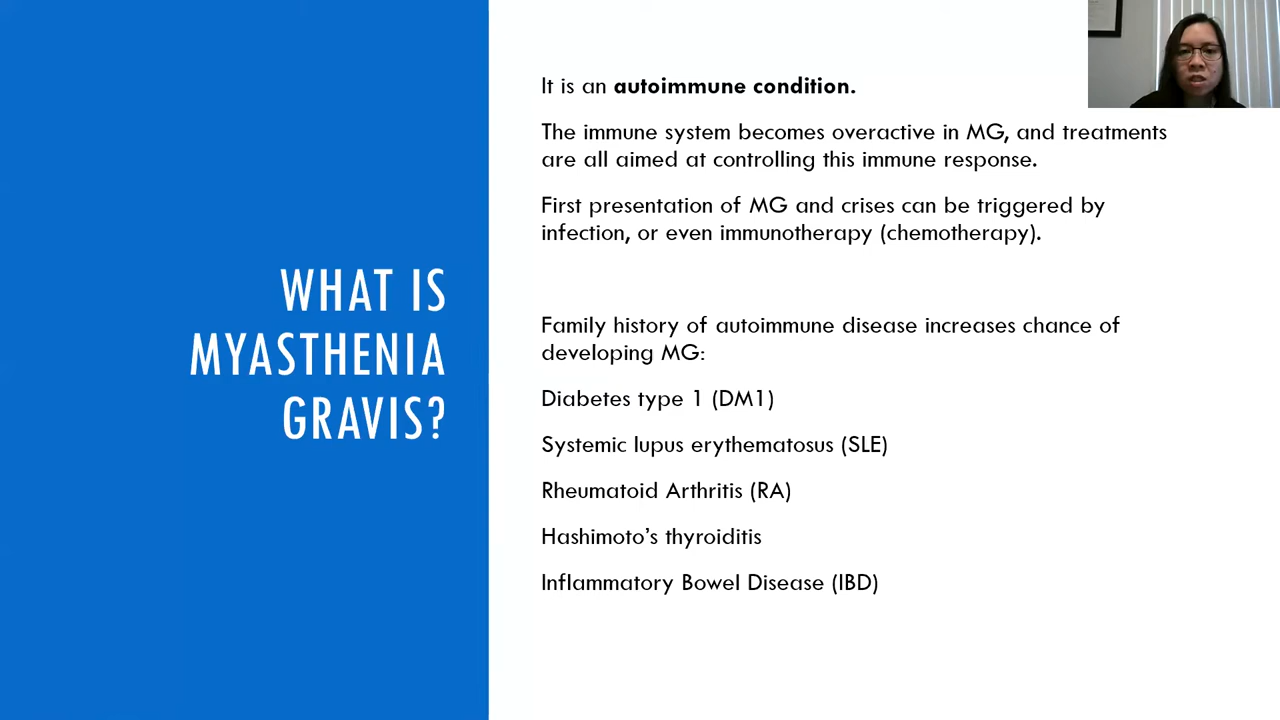 WHAT IS
MYASTHENIA
GRAVIS?
It is an autoimmune condition.
The immune system becomes overactive in MG, and treatments
are all aimed at controlling this immune response.
First presentation of MG and crises can be triggered by
infection, or even immunotherapy (chemotherapy).
Family history of autoimmune disease increases chance of
developing MG:
Diabetes type 1 (DM1)
Systemic lupus erythematosus (SLE)
Rheumatoid Arthritis (RA)
Hashimoto's thyroiditis
Inflammatory Bowel Disease (IBD)